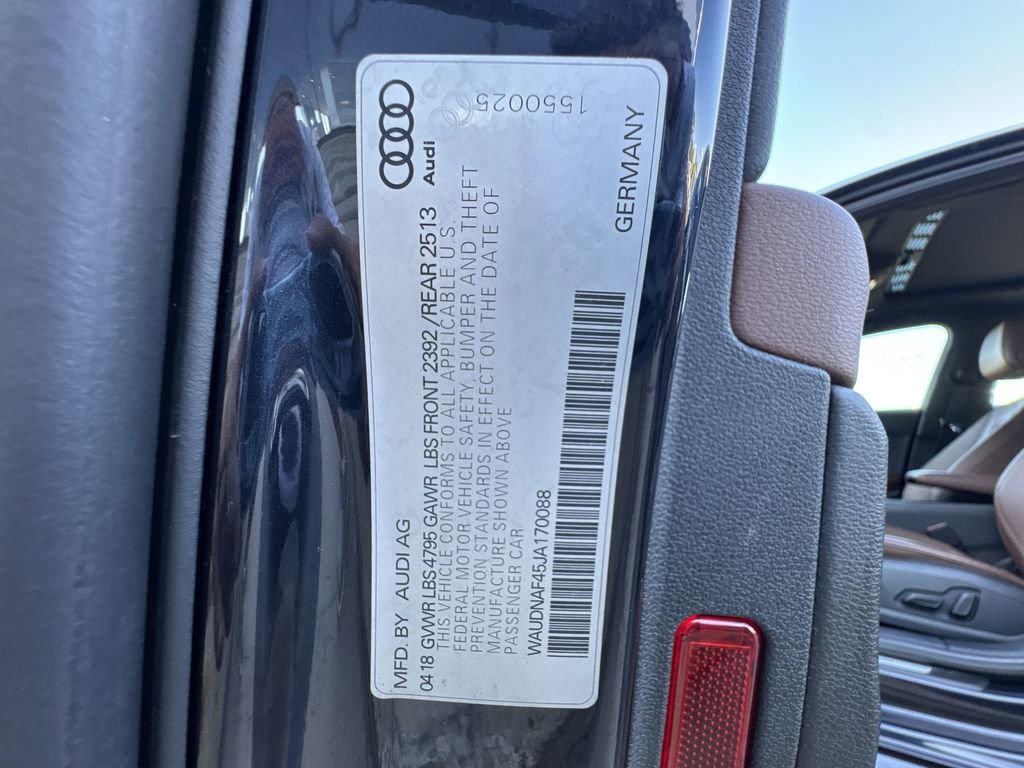 MFD. BY AUDI AG
Audi
04 18 GVWR LBS4795 GAWR LBS FRONT 2392 /REAR 2513
THIS VEHICLE CONFORMS TO ALL APPLICABLE U.S.
FEDERAL MOTOR VEHICLE SAFETY, BUMPER AND THEFT
PREVENTION STANDARDS IN EFFECT ON THE DATE OF
MANUFACTURE SHOWN ABOVE
PASSENGER CAR
WAUDNAF45JA170088
GERMANY
1550025